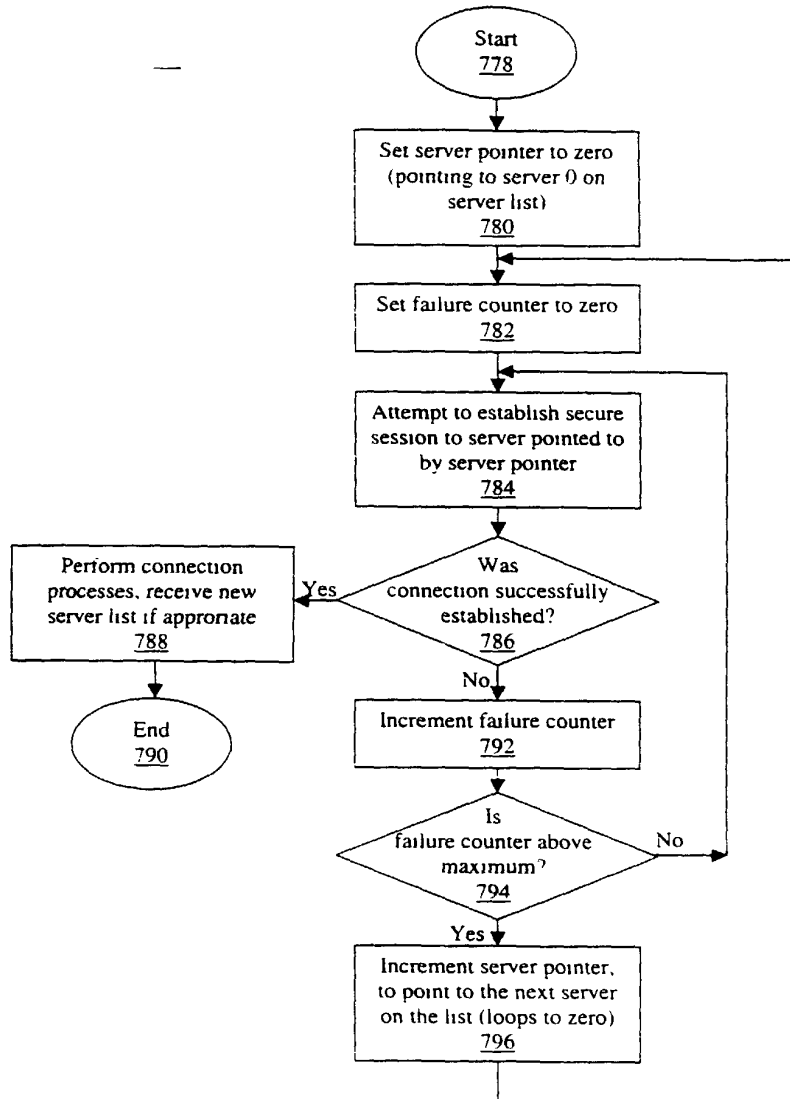 Start
778
Set server pointer to zero
(pointing to server 0 on
server list)
780
Set failure counter to zero
782
Attempt to establish secure
session to server pointed to
by server pointer
784
Was
connection successfully
established?
786
Yes
Perform connection
processes, receive new
server list if approriate
788
End
790
No
Increment failure counter
792
Is
failure counter above
maximum?
794
No
Yes
Increment server pointer,
to point to the next server
on the list (loops to zero)
796